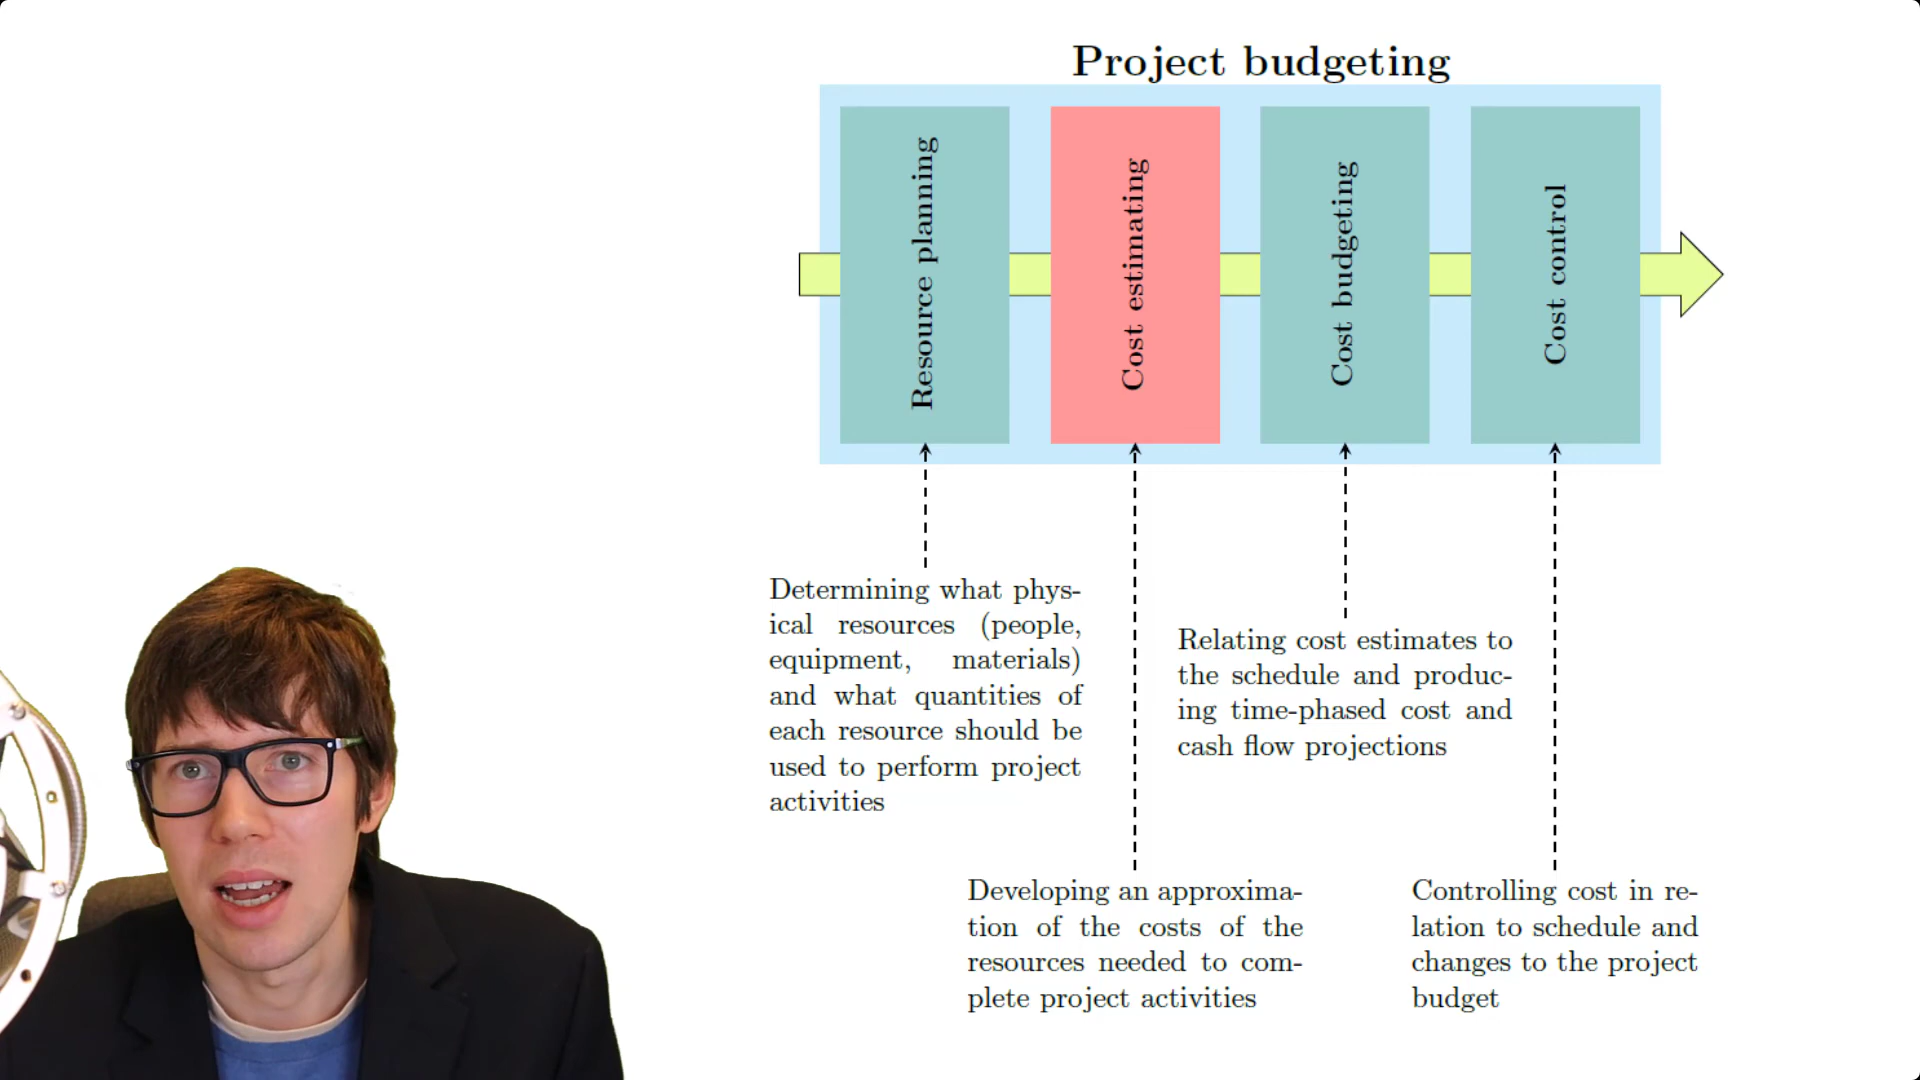 Project budgeting
Resource planning
Cost estimating
Cost budgeting
Cost control
Determining what phys-
ical resources (people,
equipment, materials)
and what quantities of
each resource should be
used to perform project
activities
Relating cost estimates to
the schedule and produc-
ing time-phased cost and
cash flow projections
Developing an approxima-
tion of the costs of the
resources needed to com-
plete project activities
Controlling cost in re-
lation to schedule and
changes to the project
budget